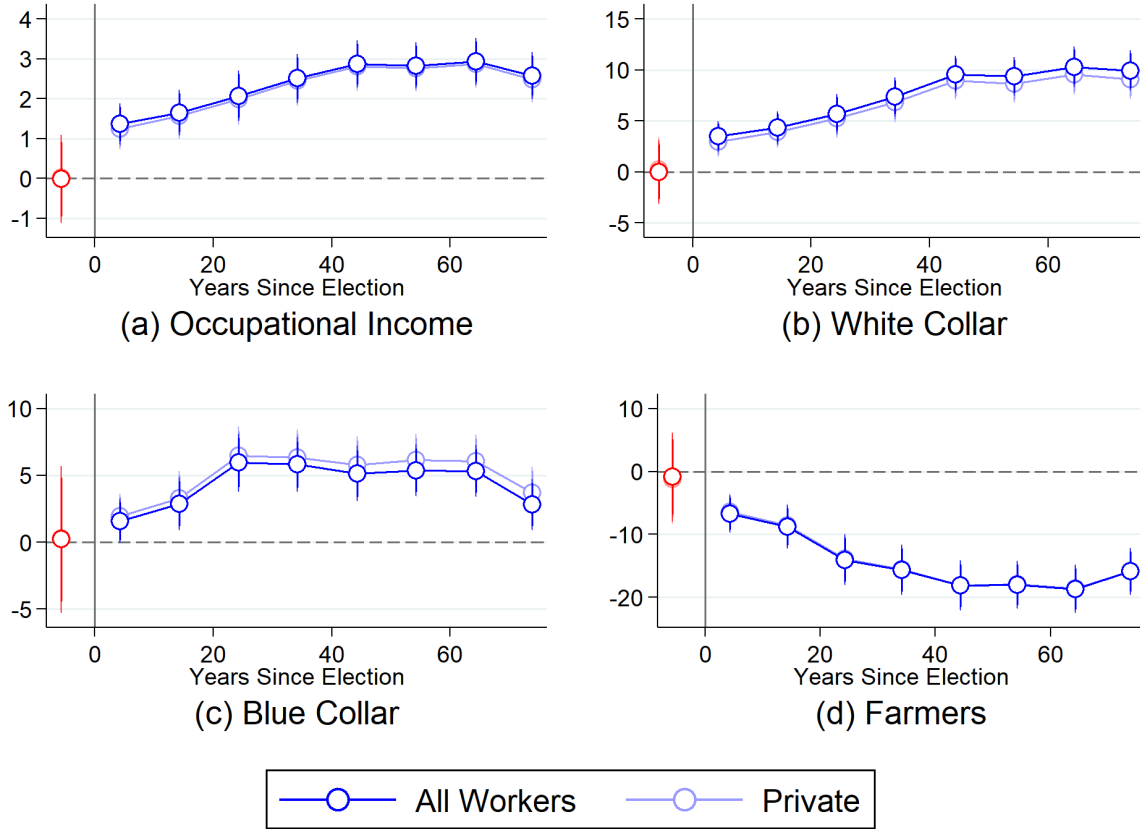 4
3
2
1
0
-1
0 20 40 60
Years Since Election
(a) Occupational Income
15
10
5
0
-5
0 20 40 60
Years Since Election
(b) White Collar
10
5
0
-5
0 20 40 60
Years Since Election
(c) Blue Collar
10
0
-10
-20
0 20 40 60
Years Since Election
(d) Farmers
All Workers Private